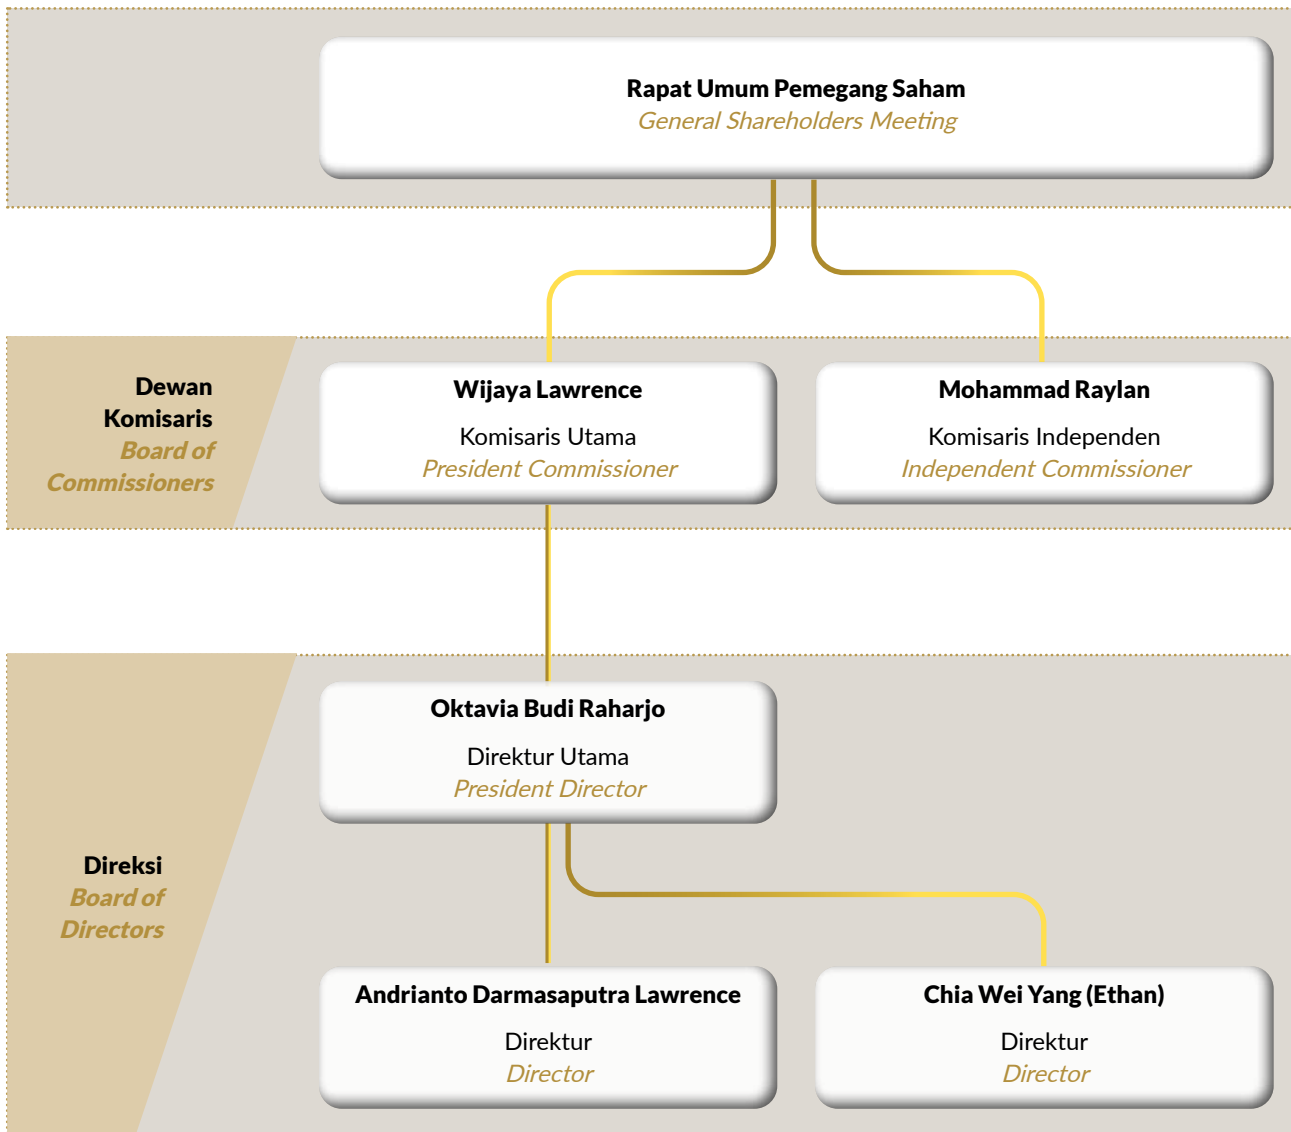 Rapat Umum Pemegang Saham
General Shareholders Meeting
Dewan
Komisaris
Board of
Commissioners
Wijaya Lawrence
Komisaris Utama
President Commissioner
Mohammad Raylan
Komisaris Independen
Independent Commissioner
Direksi
Board of
Directors
Oktavia Budi Raharjo
Direktur Utama
President Director
Andrianto Darmasaputra Lawrence
Direktur
Director
Chia Wei Yang (Ethan)
Direktur
Director